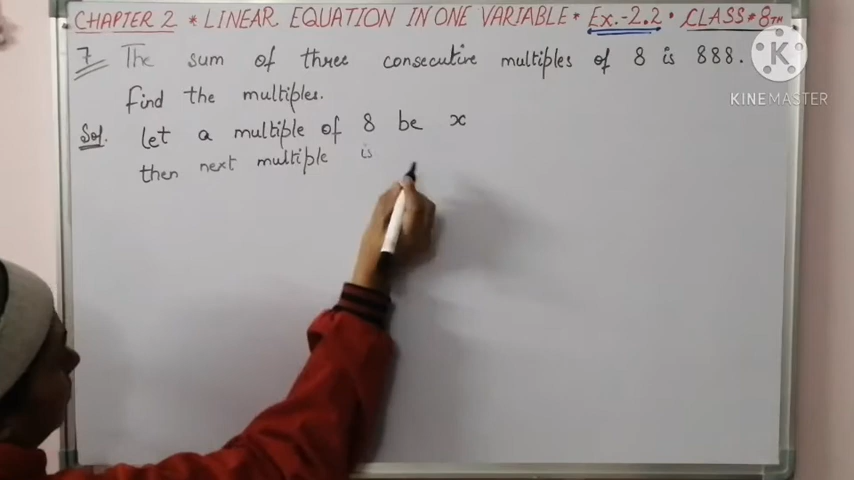 CHAPTER 2 * LINEAR EQUATION IN ONE VARIABLE * Ex.-2.2 • CLASS # 8TH
7 The sum of three consecutive multiples of 8 is 888.
find the multiples.
Sol. let a multiple of 8 be x
then next multiple is
K
KINEMASTER